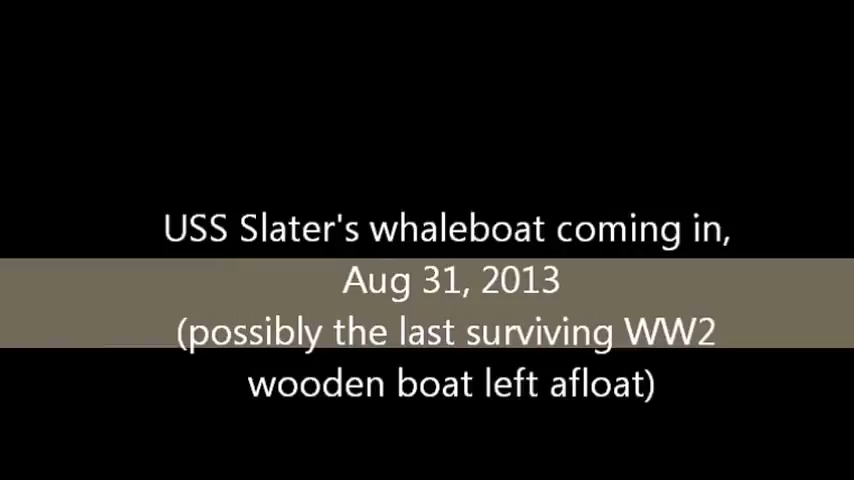 USS Slater's whaleboat coming in,
Aug 31, 2013
(possibly the last surviving WW2
wooden boat left afloat)